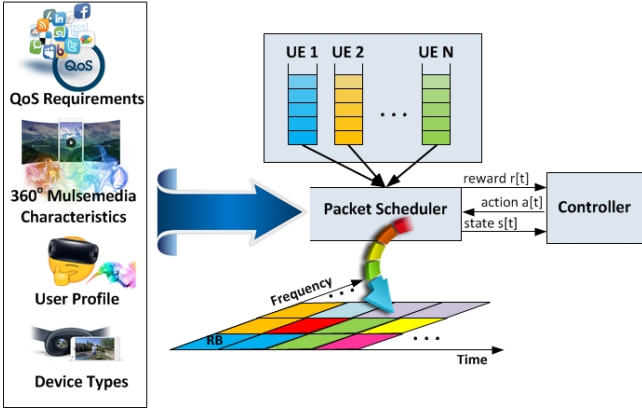 QoS
QoS Requirements
360° Mulsemedia
Characteristics
User Profile
Device Types
UE 1 UE 2 UE N
...
Packet Scheduler
reward r[t]
action a[t]
state s[t]
Controller
Frequency
...
RB
...
Time